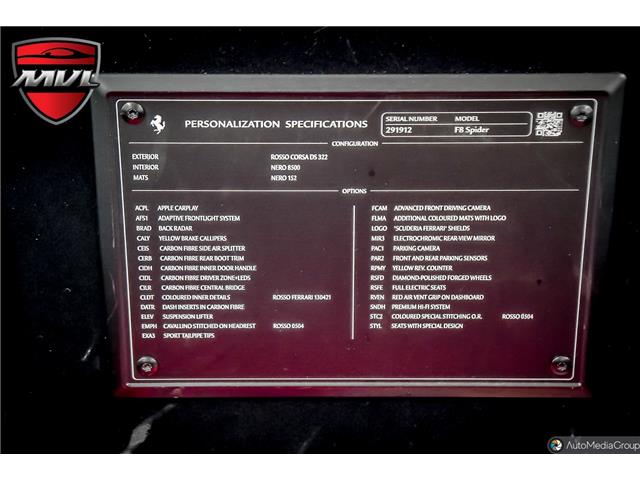 MVL
PERSONALIZATION SPECIFICATIONS
SERIAL NUMBER MODEL
291912 F8 Spider
CONFIGURATION
EXTERIOR ROSSO CORSA DS 322
INTERIOR NERO 8500
MATS NERO 152
OPTIONS
ACPL APPLE CARPLAY
AFS1 ADAPTIVE FRONTLIGHT SYSTEM
BRAD BACK RADAR
CALY YELLOW BRAKE CALLIPERS
CEIS CARBON FIBRE SIDE AIR SPLITTER
CERB CARBON FIBRE REAR BOOT TRIM
CIDH CARBON FIBRE INNER DOOR HANDLE
CIDL CARBON FIBRE DRIVER ZONE+LEDS
CILR CARBON FIBRE CENTRAL BRIDGE
CLDT COLOURED INNER DETAILS ROSSO FERRARI 130421
DATR DASH INSERTS IN CARBON FIBRE
ELEV SUSPENSION LIFTER
EMPH CAVALLINO STITCHED ON HEADREST ROSSO 0504
EXA3 SPORT TAILPIPE TIPS
FCAM ADVANCED FRONT DRIVING CAMERA
FLMA ADDITIONAL COLOURED MATS WITH LOGO
LOGO "SCUDERIA FERRARI" SHIELDS
MIR3 ELECTROCHROMIC REAR-VIEW MIRROR
PAC1 PARKING CAMERA
PAR2 FRONT AND REAR PARKING SENSORS
RPMY YELLOW REV. COUNTER
RSFD DIAMOND-POLISHED FORGED WHEELS
RSFE FULL ELECTRIC SEATS
RVEN RED AIR VENT GRIP ON DASHBOARD
SNDH PREMIUM HI-FI SYSTEM
STC2 COLOURED SPECIAL STITCHING O.R. ROSSO 0504
STYL SEATS WITH SPECIAL DESIGN
AutoMediaGroup